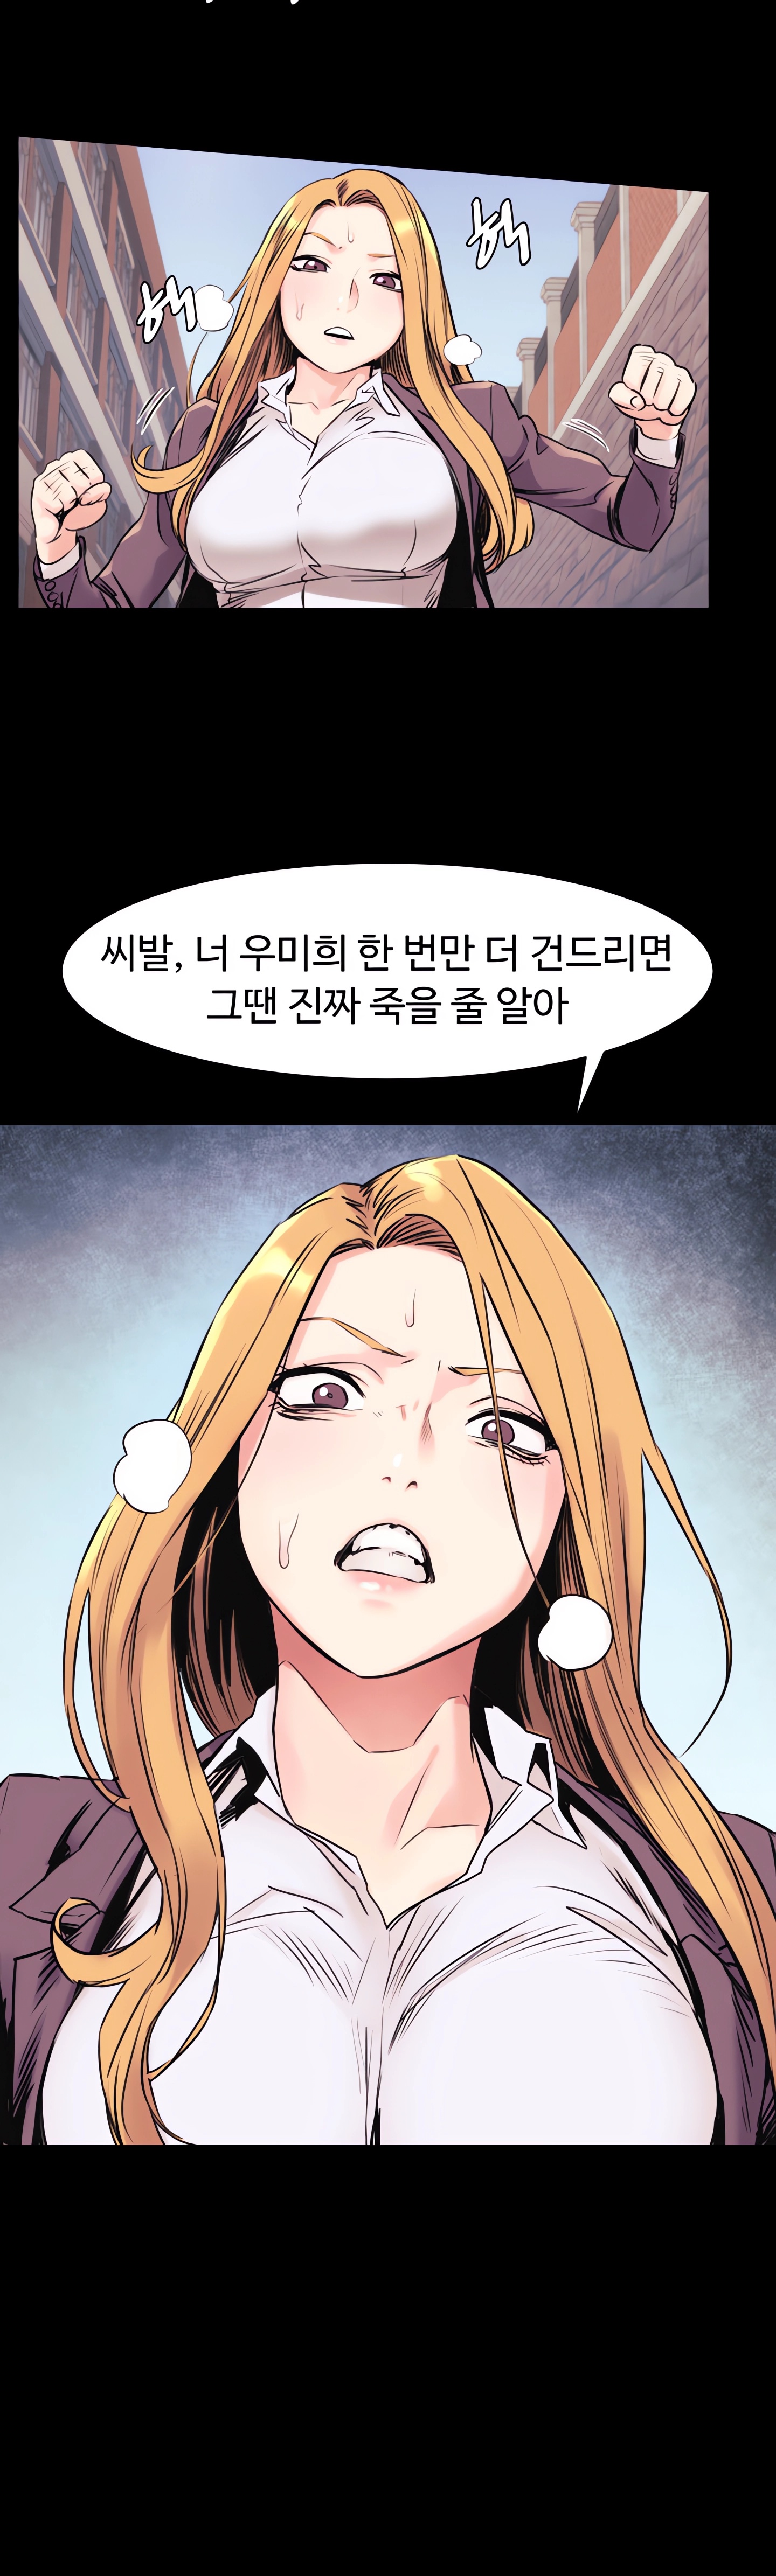 헉
헉
씨발, 너 우미희 한 번만 더 건드리면
그땐 진짜 죽을 줄 알아